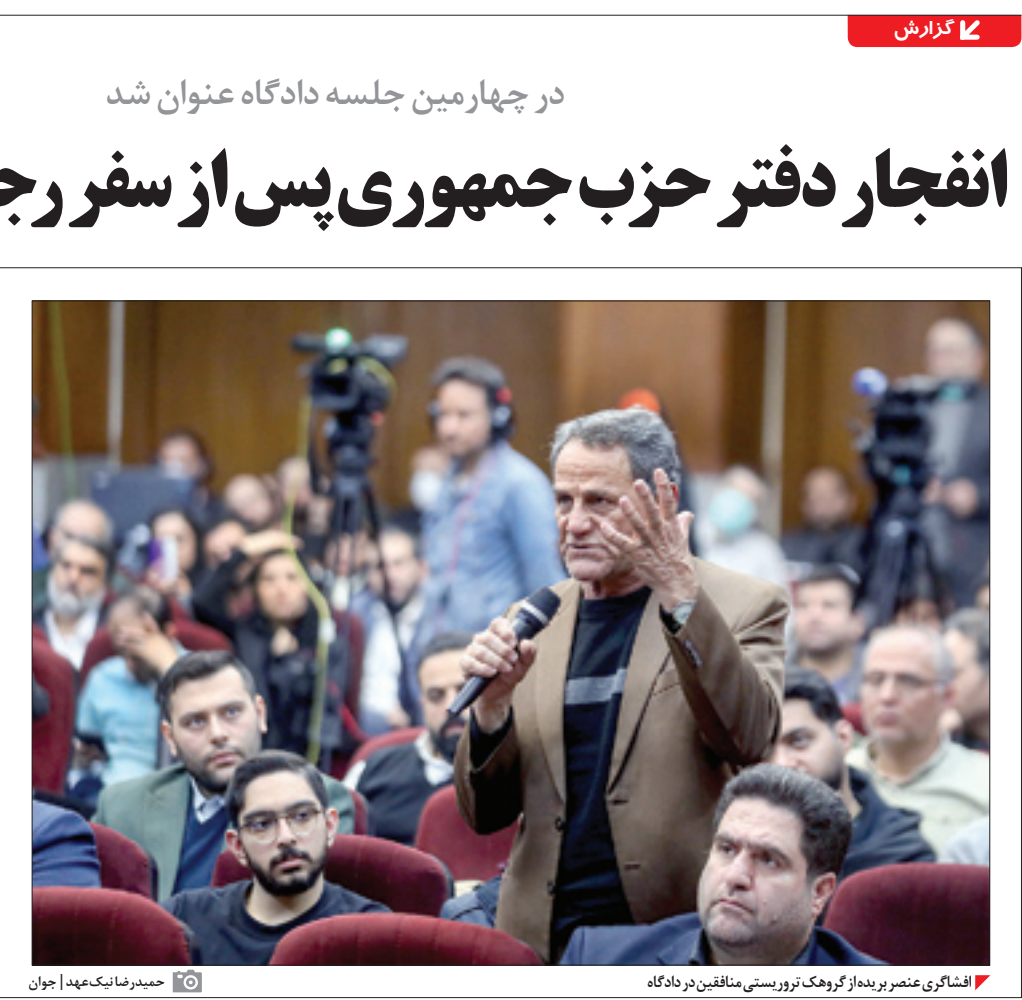 گزارش
در چهارمین جلسه دادگاه عنوان شد
انفجار دفتر حزب جمهوری پس از سفر
افشاگری عنصر بریده از گروهک تروریستی منافقین در دادگاه
حمیدرضا نیک‌عهد | جوان